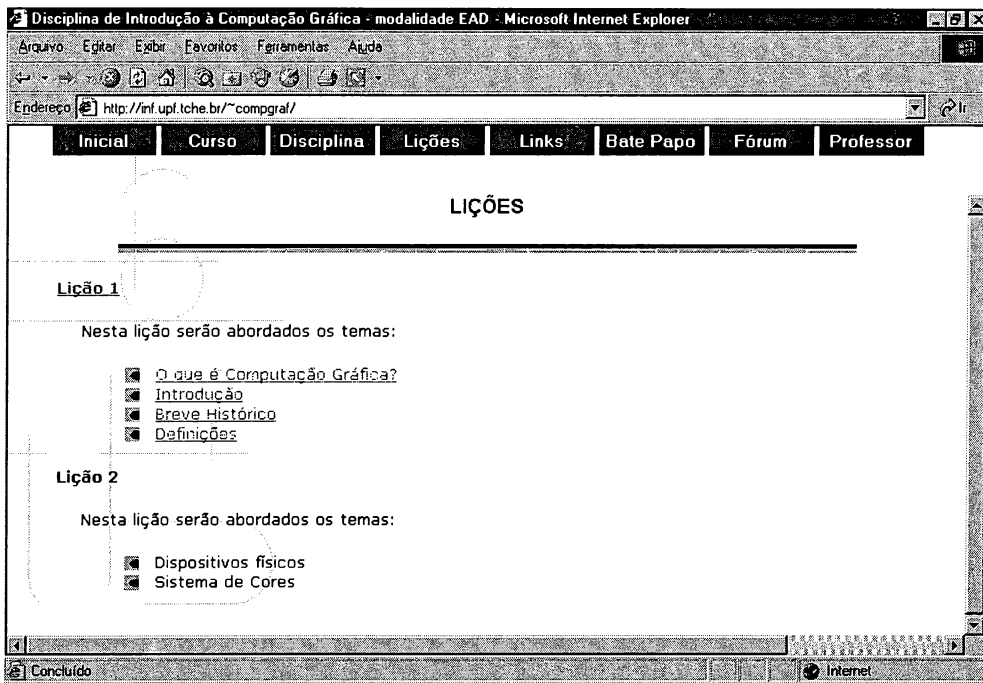 Disciplina de Introdução à Computação Gráfica - modalidade EAD - Microsoft Internet Explorer
Arquivo Editar Exibir Favoritos Ferramentas Ajuda
Endereço http://inf.upf.tche.br/~compgraf/ Ir
Inicial Curso Disciplina Lições Links Bate Papo Fórum Professor
LIÇÕES
Lição 1
Nesta lição serão abordados os temas:
O que é Computação Gráfica?
Introdução
Breve Histórico
Definições
Lição 2
Nesta lição serão abordados os temas:
Dispositivos físicos
Sistema de Cores
Concluído Internet